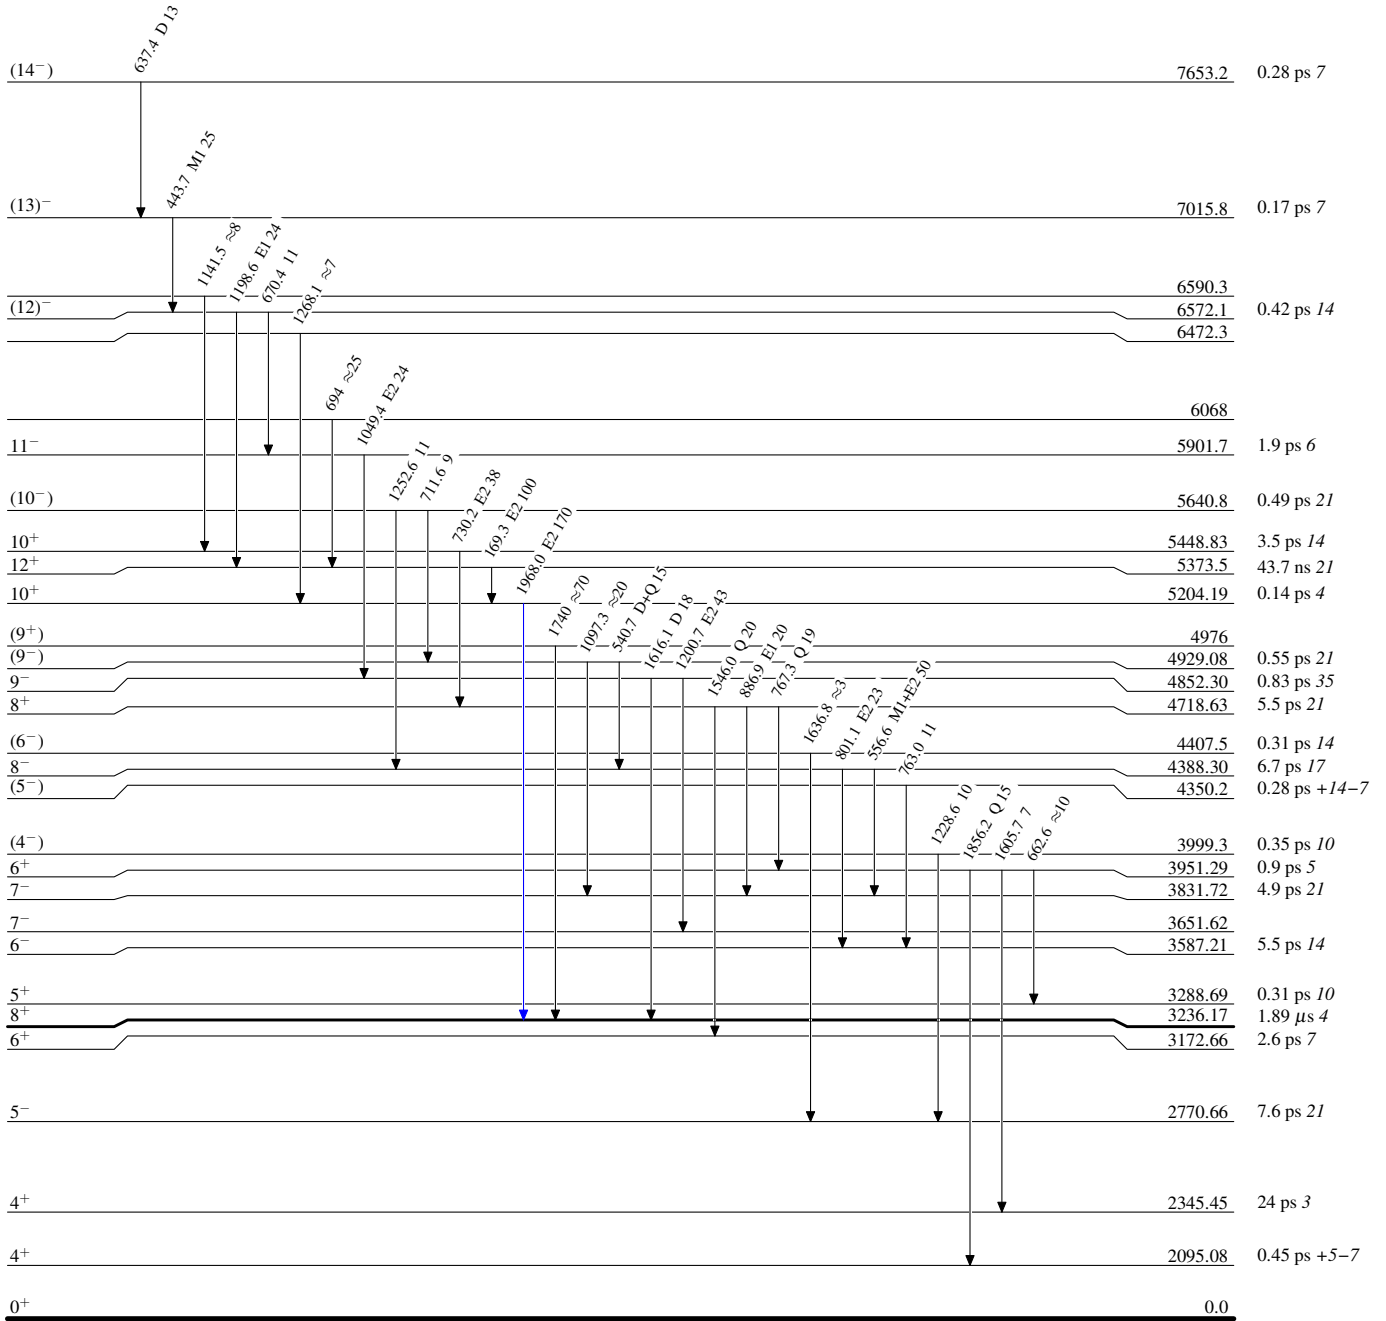 637.4 D 13
(14⁻) 7653.2 0.28 ps 7
443.7 M1 25
(13)⁻ 7015.8 0.17 ps 7
1141.5 ≈8
1198.6 E1 24
670.4 11
1268.1 ≈7
6590.3
(12)⁻ 6572.1 0.42 ps 14
6472.3
694 ≈25
6068
1049.4 E2 24
11⁻ 5901.7 1.9 ps 6
1252.6 11
711.6 9
(10⁻) 5640.8 0.49 ps 21
730.2 E2 38
169.3 E2 100
10⁺ 5448.83 3.5 ps 14
12⁺ 5373.5 43.7 ns 21
1968.0 E2 170
10⁺ 5204.19 0.14 ps 4
1740 ≈70
1097.3 ≈20
540.7 D+Q 15
1616.1 D 18
1200.7 E2 43
(9⁺) 4976
(9⁻) 4929.08 0.55 ps 21
9⁻ 4852.30 0.83 ps 35
1546.0 Q 20
886.9 E1 20
767.3 Q 19
8⁺ 4718.63 5.5 ps 21
1636.8 ≈3
801.1 E2 23
556.6 M1+E2 50
763.0 11
(6⁻) 4407.5 0.31 ps 14
8⁻ 4388.30 6.7 ps 17
(5⁻) 4350.2 0.28 ps +14−7
1228.6 10
1856.2 Q 15
1605.7 7
662.6 ≈10
(4⁻) 3999.3 0.35 ps 10
6⁺ 3951.29 0.9 ps 5
7⁻ 3831.72 4.9 ps 21
7⁻ 3651.62
6⁻ 3587.21 5.5 ps 14
5⁺ 3288.69 0.31 ps 10
8⁺ 3236.17 1.89 μs 4
6⁺ 3172.66 2.6 ps 7
5⁻ 2770.66 7.6 ps 21
4⁺ 2345.45 24 ps 3
4⁺ 2095.08 0.45 ps +5−7
0⁺ 0.0